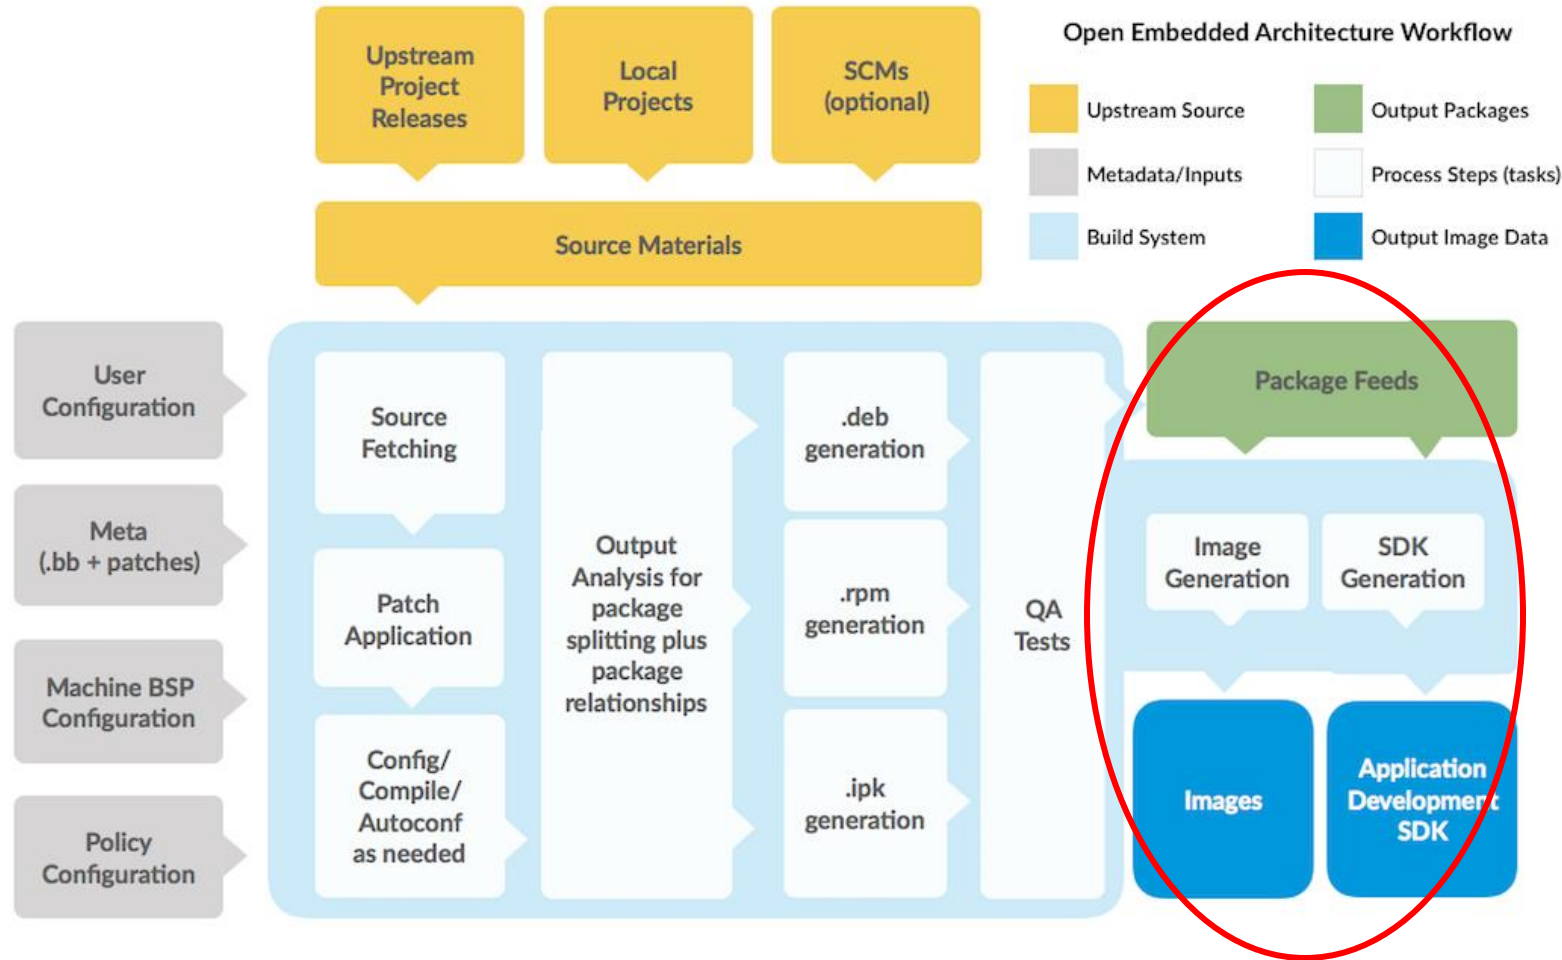 Upstream
Project
Releases
Local
Projects
SCMs
(optional)
Open Embedded Architecture Workflow
Upstream Source
Output Packages
Metadata/Inputs
Process Steps (tasks)
Build System
Output Image Data
Source Materials
User
Configuration
Meta
(.bb + patches)
Machine BSP
Configuration
Policy
Configuration
Source
Fetching
Patch
Application
Config/
Compile/
Autoconf
as needed
Output
Analysis for
package
splitting plus
package
relationships
.deb
generation
.rpm
generation
.ipk
generation
QA
Tests
Package Feeds
Image
Generation
SDK
Generation
Images
Application
Development
SDK